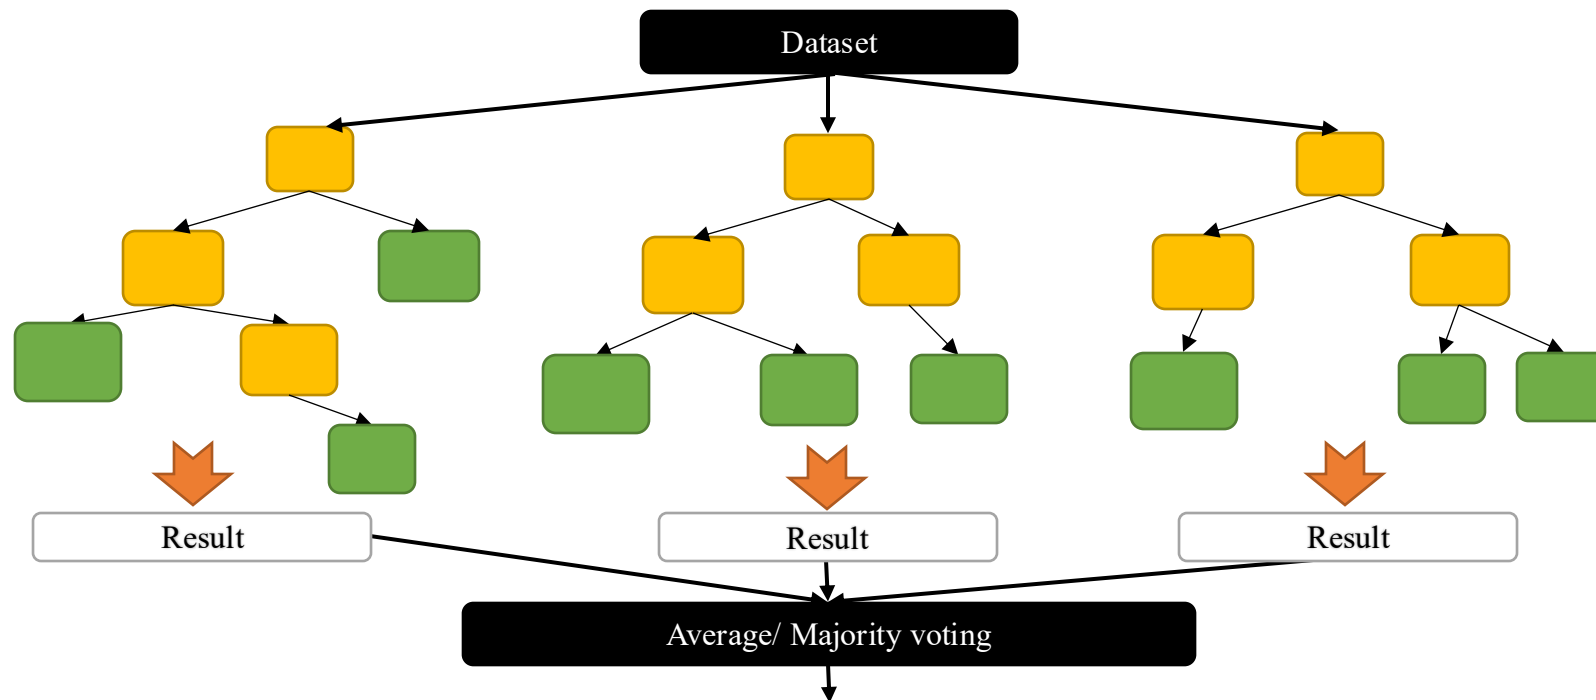 Dataset
Result
Result
Result
Average/ Majority voting